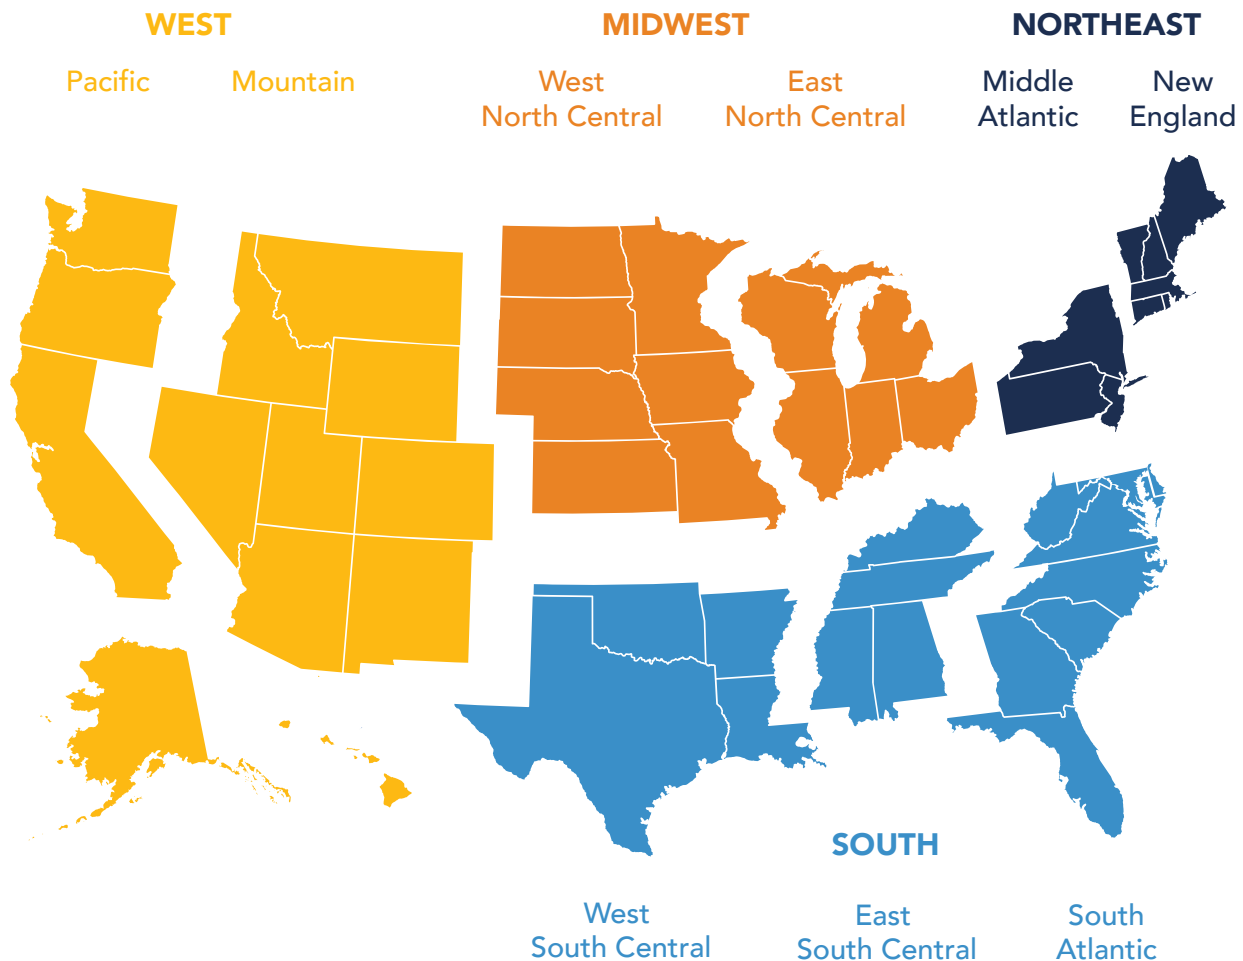 WEST
Pacific
Mountain
MIDWEST
West
North Central
East
North Central
NORTHEAST
Middle
Atlantic
New
England
SOUTH
West
South Central
East
South Central
South
Atlantic